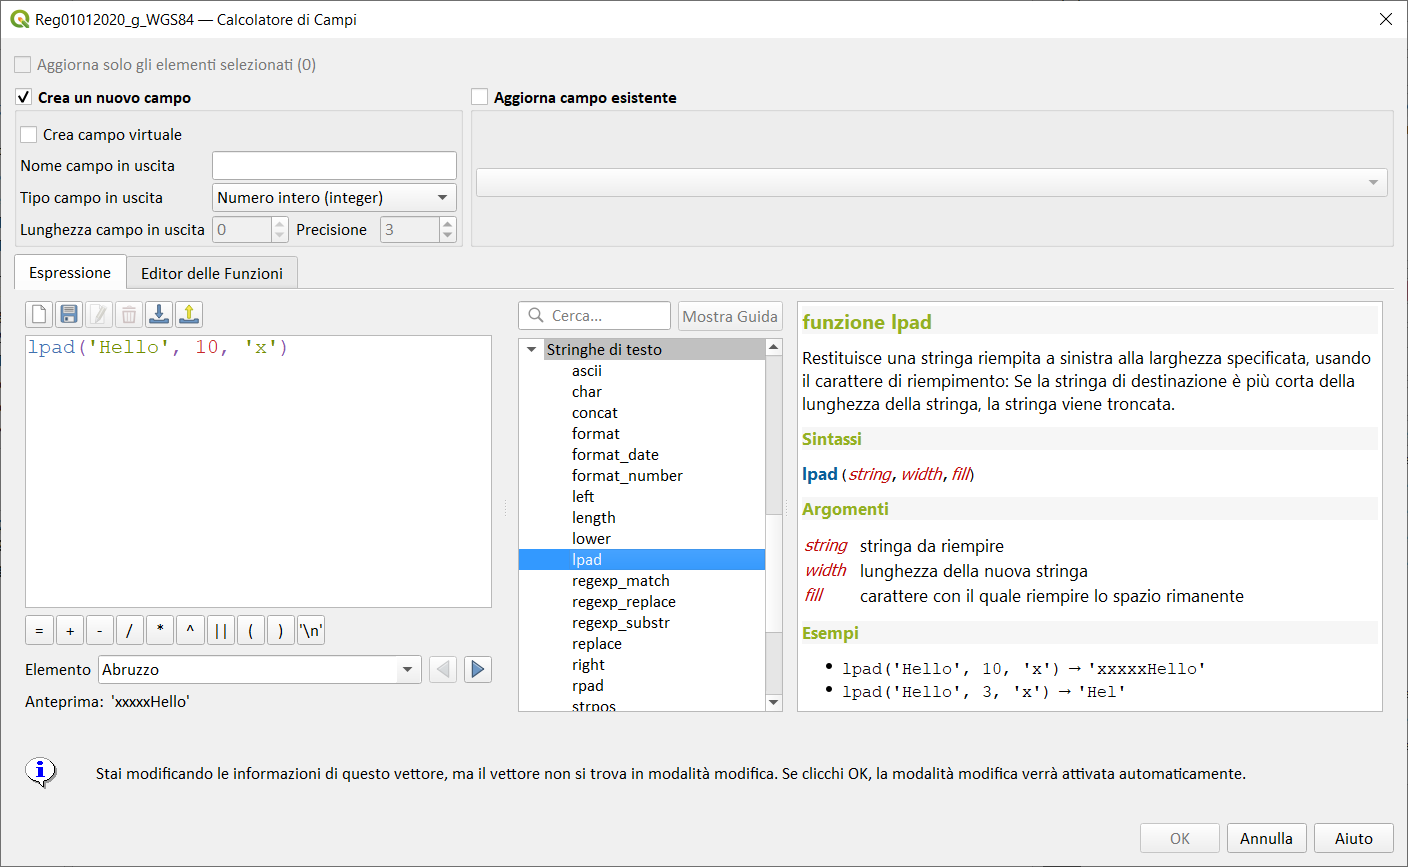 Reg01012020_g_WGS84 — Calcolatore di Campi
Aggiorna solo gli elementi selezionati (0)
Crea un nuovo campo
Aggiorna campo esistente
Crea campo virtuale
Nome campo in uscita
Tipo campo in uscita
Numero intero (integer)
Lunghezza campo in uscita
0
Precisione
3
Espressione
Editor delle Funzioni
lpad('Hello', 10, 'x')
= + - / * ^ || ( ) '\n'
Elemento
Abruzzo
Anteprima: 'xxxxxHello'
Cerca...
Mostra Guida
Stringhe di testo
ascii
char
concat
format
format_date
format_number
left
length
lower
lpad
regexp_match
regexp_replace
regexp_substr
replace
right
rpad
strpos
funzione lpad
Restituisce una stringa riempita a sinistra alla larghezza specificata, usando
il carattere di riempimento: Se la stringa di destinazione è più corta della
lunghezza della stringa, la stringa viene troncata.
Sintassi
lpad (string, width, fill)
Argomenti
string stringa da riempire
width lunghezza della nuova stringa
fill carattere con il quale riempire lo spazio rimanente
Esempi
• lpad('Hello', 10, 'x') → 'xxxxxHello'
• lpad('Hello', 3, 'x') → 'Hel'
Stai modificando le informazioni di questo vettore, ma il vettore non si trova in modalità modifica. Se clicchi OK, la modalità modifica verrà attivata automaticamente.
OK
Annulla
Aiuto